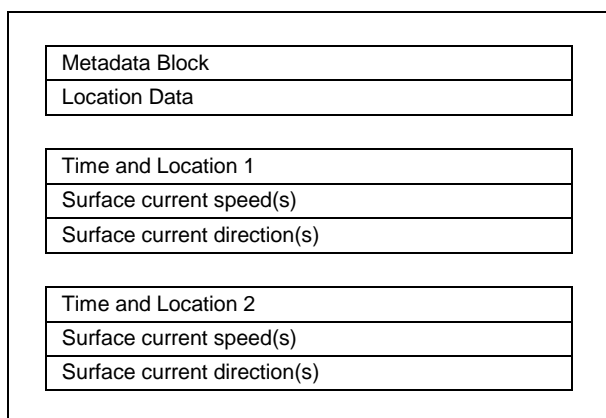 Metadata Block
Location Data
Time and Location 1
Surface current speed(s)
Surface current direction(s)
Time and Location 2
Surface current speed(s)
Surface current direction(s)